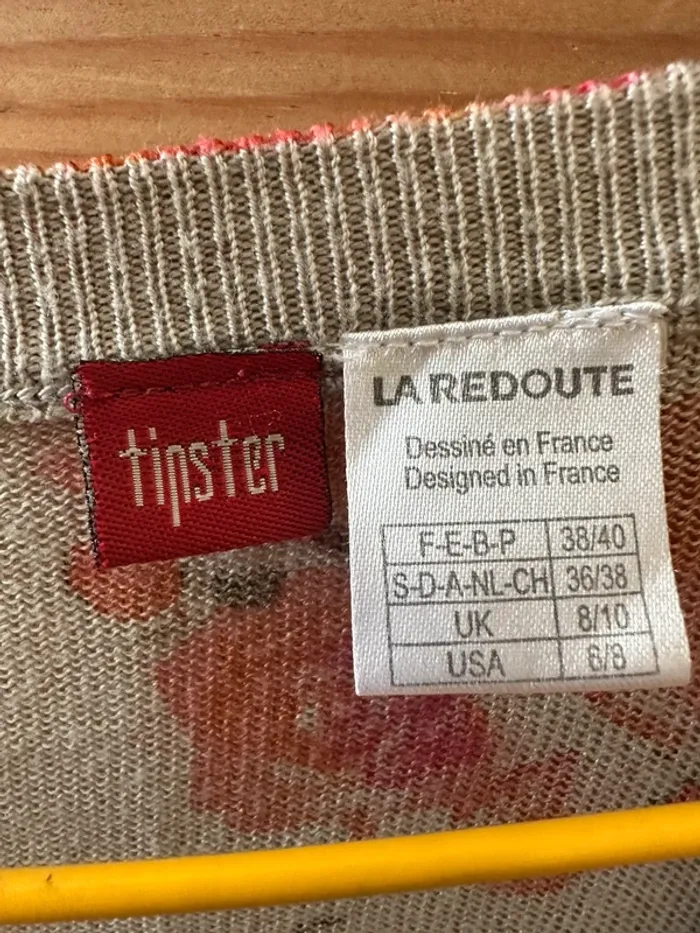 tipster
LA REDOUTE
Dessiné en France
Designed in France
F-E-B-P 38/40
S-D-A-NL-CH 36/38
UK 8/10
USA 6/8